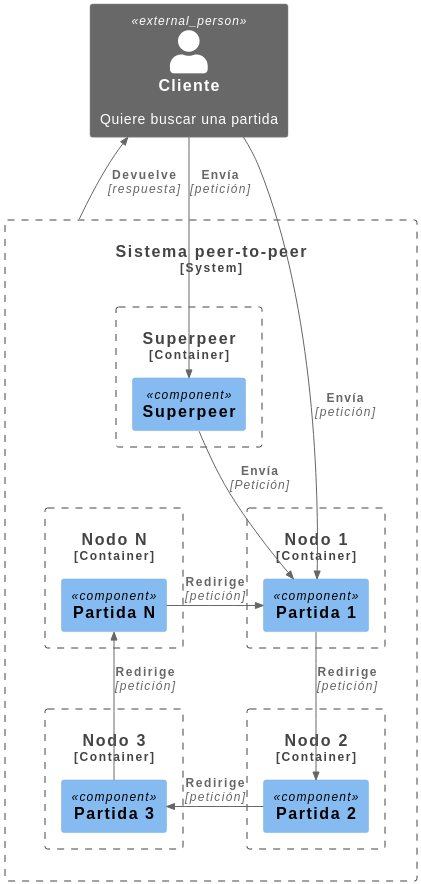 «external_person»
Cliente
Quiere buscar una partida
Devuelve
[respuesta]
Envía
[petición]
Sistema peer-to-peer
[System]
Superpeer
[Container]
«component»
Superpeer
Envía
[petición]
Envía
[Petición]
Nodo N
[Container]
«component»
Partida N
Redirige
[petición]
Nodo 1
[Container]
«component»
Partida 1
Redirige
[petición]
Redirige
[petición]
Nodo 3
[Container]
«component»
Partida 3
Redirige
[petición]
Nodo 2
[Container]
«component»
Partida 2